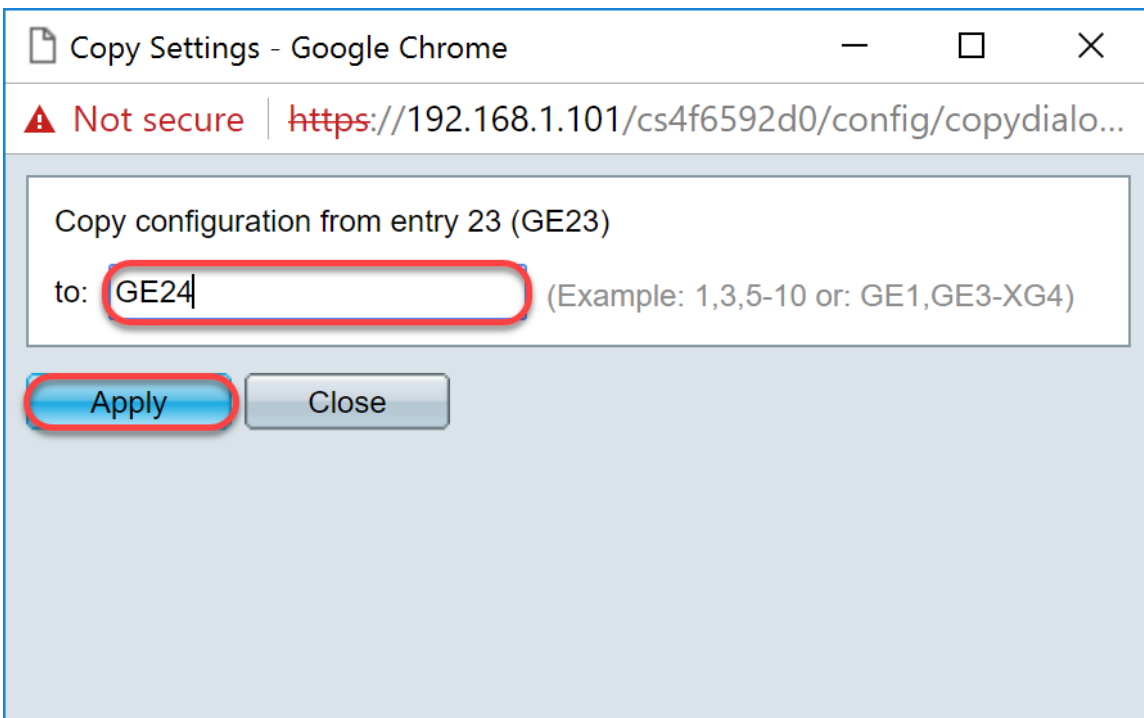 Copy Settings - Google Chrome
Not secure https://192.168.1.101/cs4f6592d0/config/copydialo...
Copy configuration from entry 23 (GE23)
to: GE24 (Example: 1,3,5-10 or: GE1,GE3-XG4)
Apply Close